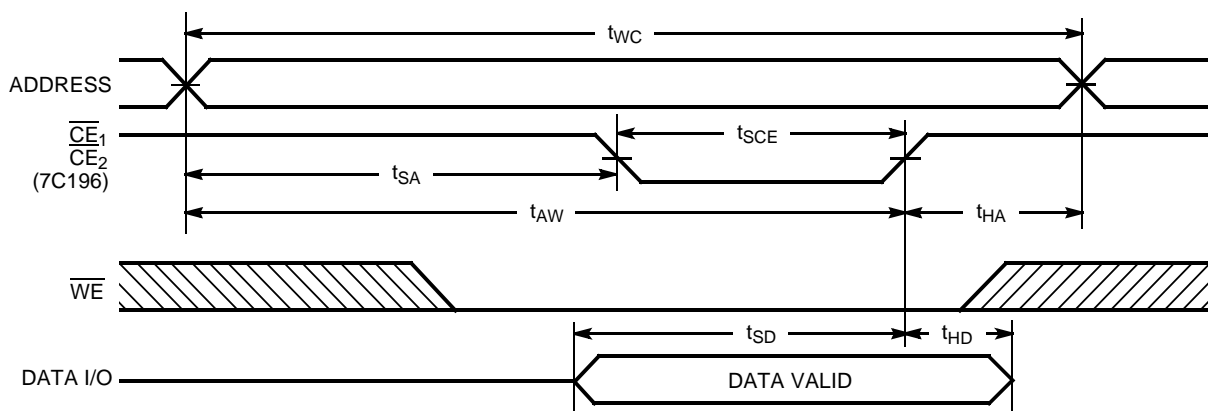 tWC
ADDRESS
CE1
CE2
(7C196)
tSCE
tSA
tAW
tHA
WE
tSD
tHD
DATA I/O
DATA VALID